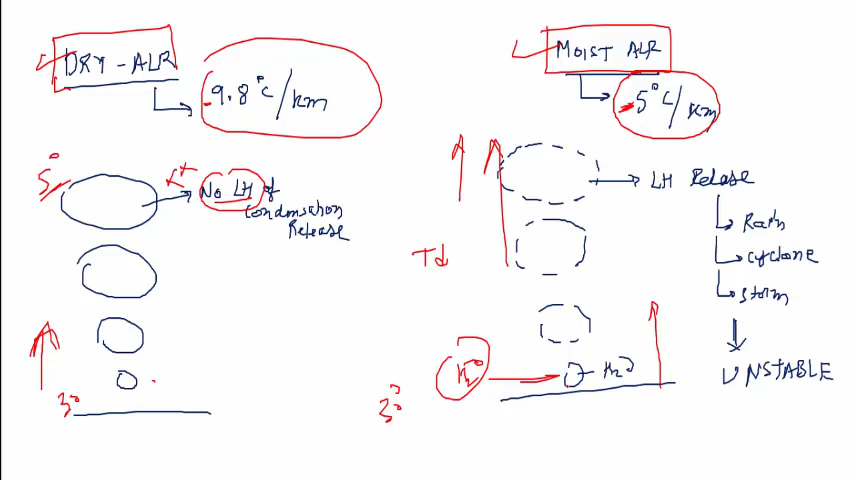 DRY-ALR
9.8°C/km
5°
No LH of
Condensation
Release
30
MOIST ALR
5°C/km
LH Release
Rain
cyclone
storm
UNSTABLE
Td
H2O
H2O
30